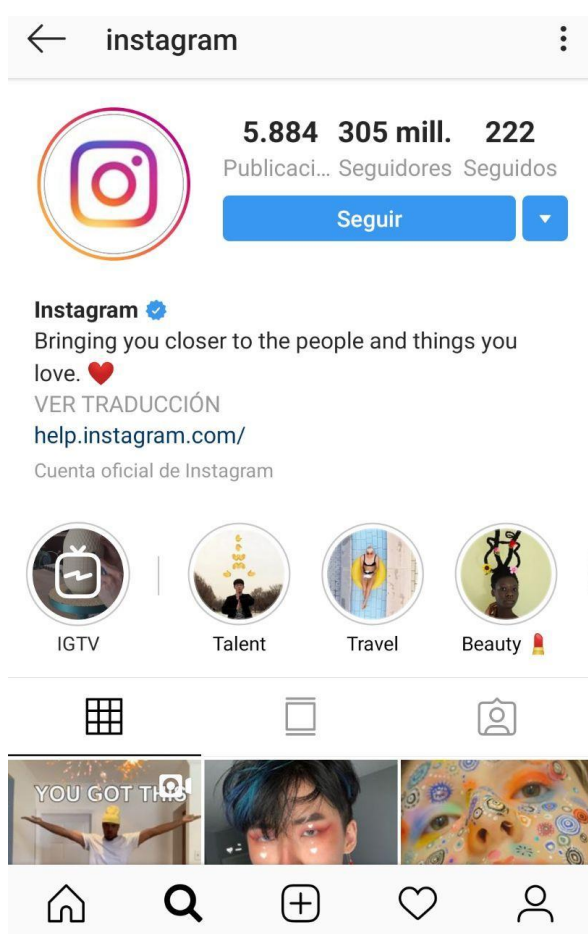 instagram
5.884 305 mill. 222
Publicaci... Seguidores Seguidos
Seguir
Instagram
Bringing you closer to the people and things you
love. ❤️
VER TRADUCCIÓN
help.instagram.com/
Cuenta oficial de Instagram
IGTV Talent Travel Beauty 💄
YOU GOT THIS